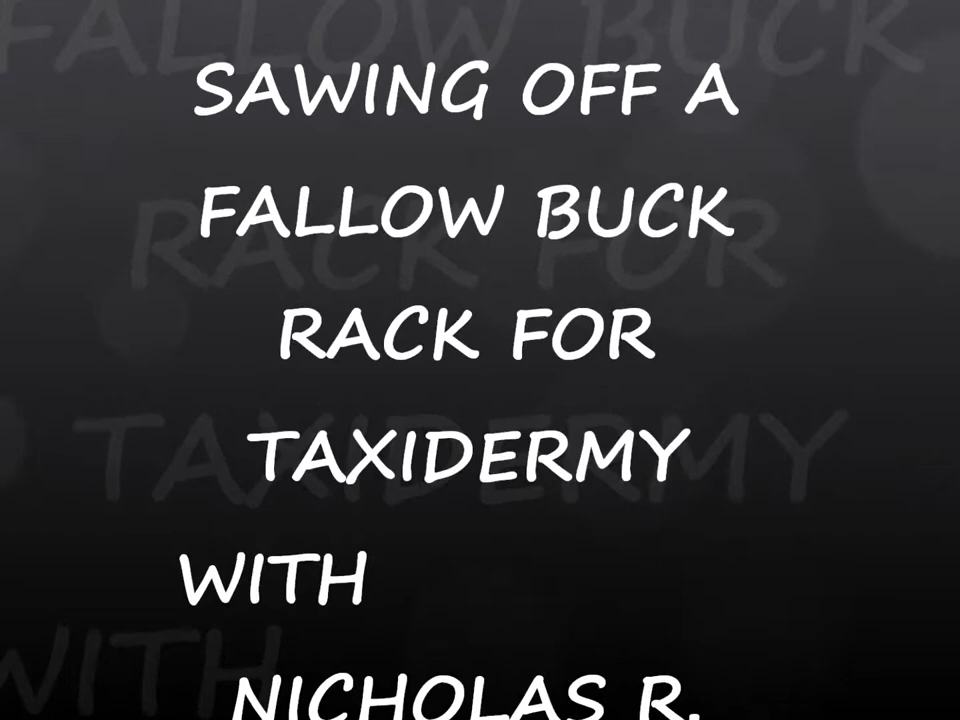 SAWING OFF A
FALLOW BUCK
RACK FOR
TAXIDERMY
WITH
NICHOLAS R.